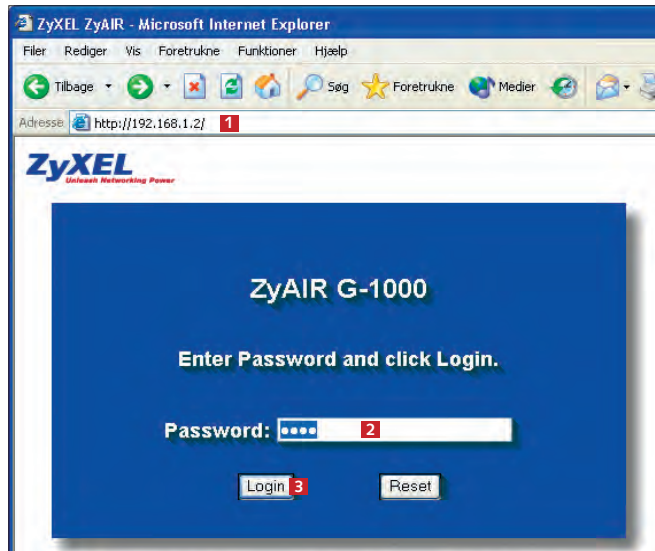 ZyXEL ZyAIR - Microsoft Internet Explorer
Filer Rediger Vis Foretrukne Funktioner Hjælp
Tilbage Søg Foretrukne Medier
Adresse http://192.168.1.2/ 1
ZyXEL
Unleash Networking Power
ZyAIR G-1000
Enter Password and click Login.
Password: •••• 2
Login 3 Reset